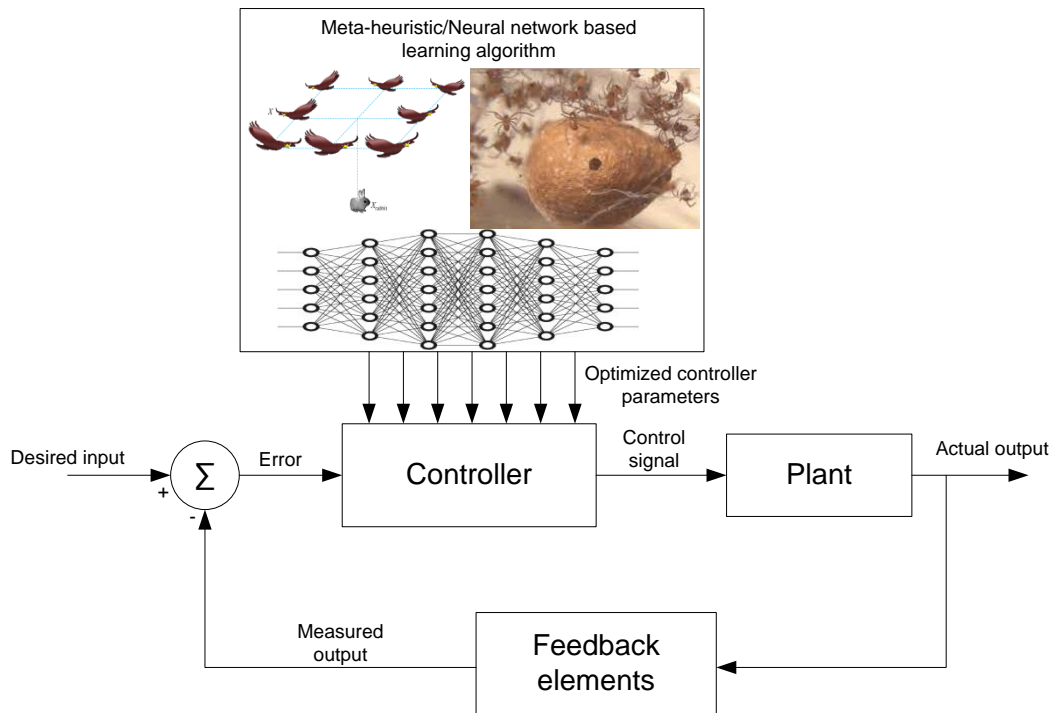 Meta-heuristic/Neural network based
learning algorithm
X
X
rabbit
Optimized controller
parameters
Desired input
+
-
Σ
Error
Controller
Control
signal
Plant
Actual output
Measured
output
Feedback
elements